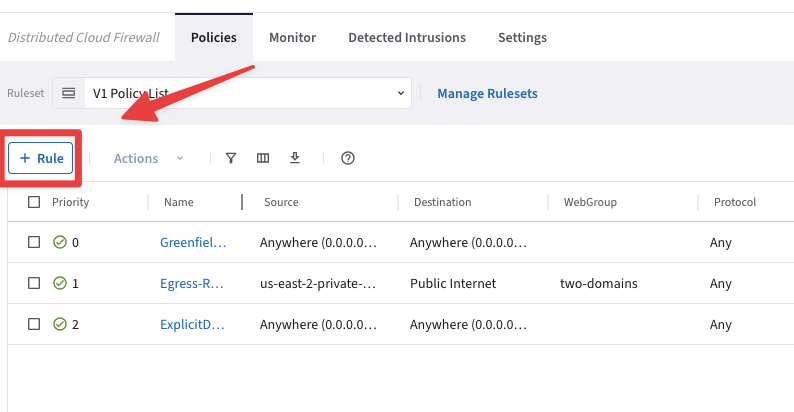 Distributed Cloud Firewall Policies Monitor Detected Intrusions Settings
Ruleset V1 Policy List Manage Rulesets
+ Rule Actions
Priority Name Source Destination WebGroup Protocol
0 Greenfiel... Anywhere (0.0.0.0... Anywhere (0.0.0.0... Any
1 Egress-R... us-east-2-private-... Public Internet two-domains Any
2 ExplicitD... Anywhere (0.0.0.0... Anywhere (0.0.0.0... Any